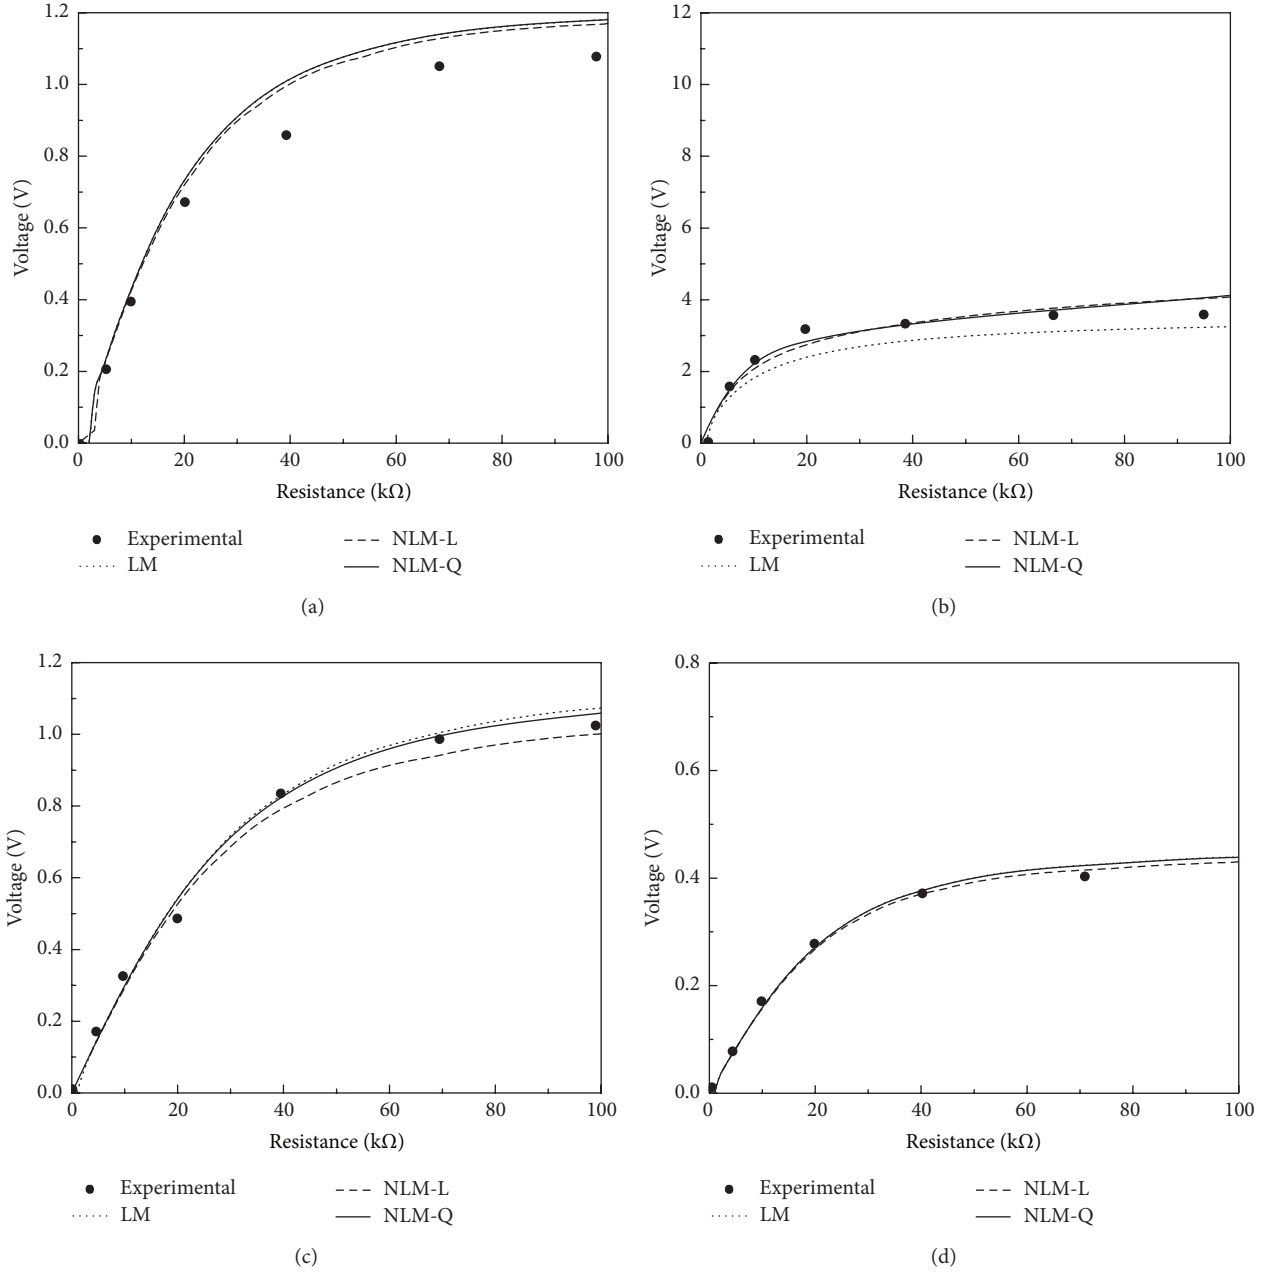 1.2
1.0
0.8
0.6
0.4
0.2
0.0
Voltage (V)
0 20 40 60 80 100
Resistance (kΩ)
Experimental
LM
NLM-L
NLM-Q
(a)
12
10
8
6
4
2
0
Voltage (V)
0 20 40 60 80 100
Resistance (kΩ)
Experimental
LM
NLM-L
NLM-Q
(b)
1.2
1.0
0.8
0.6
0.4
0.2
0.0
Voltage (V)
0 20 40 60 80 100
Resistance (kΩ)
Experimental
LM
NLM-L
NLM-Q
(c)
0.8
0.6
0.4
0.2
0.0
Voltage (V)
0 20 40 60 80 100
Resistance (kΩ)
Experimental
LM
NLM-L
NLM-Q
(d)